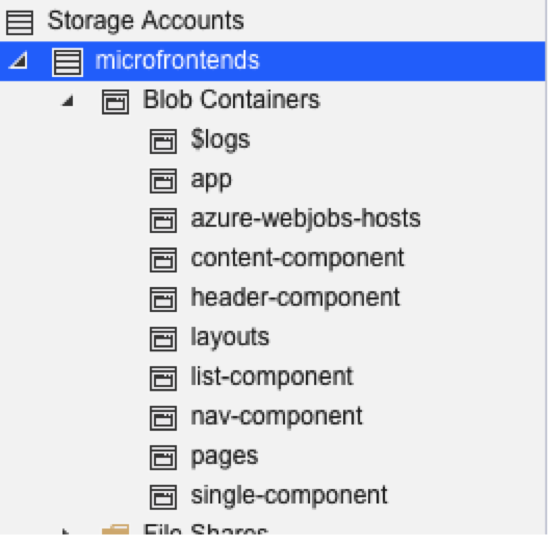 Storage Accounts
microfrontends
Blob Containers
$logs
app
azure-webjobs-hosts
content-component
header-component
layouts
list-component
nav-component
pages
single-component
File Shares